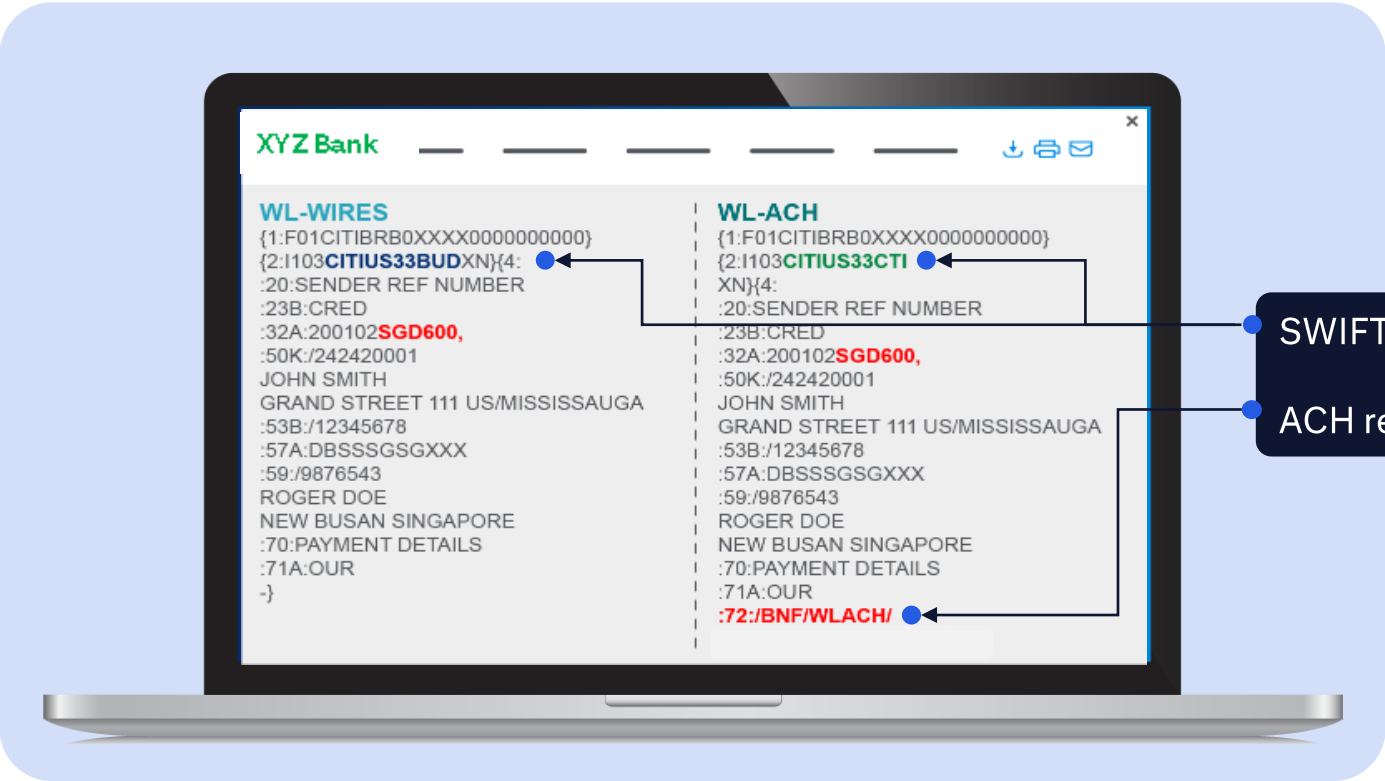 XYZ Bank
WL-WIRES
{1:F01CITIBRB0XXXX0000000000}
{2:I103CITIUS33BUDXN}{4:
:20:SENDER REF NUMBER
:23B:CRED
:32A:200102SGD600,
:50K:/242420001
JOHN SMITH
GRAND STREET 111 US/MISSISSAUGA
:53B:/12345678
:57A:DBSSSGSGXXX
:59:/9876543
ROGER DOE
NEW BUSAN SINGAPORE
:70:PAYMENT DETAILS
:71A:OUR
-}
WL-ACH
{1:F01CITIBRB0XXXX0000000000}
{2:I103CITIUS33CTI
XN}{4:
:20:SENDER REF NUMBER
:23B:CRED
:32A:200102SGD600,
:50K:/242420001
JOHN SMITH
GRAND STREET 111 US/MISSISSAUGA
:53B:/12345678
:57A:DBSSSGSGXXX
:59:/9876543
ROGER DOE
NEW BUSAN SINGAPORE
:70:PAYMENT DETAILS
:71A:OUR
:72:/BNF/WLACH/
SWIFT
ACH